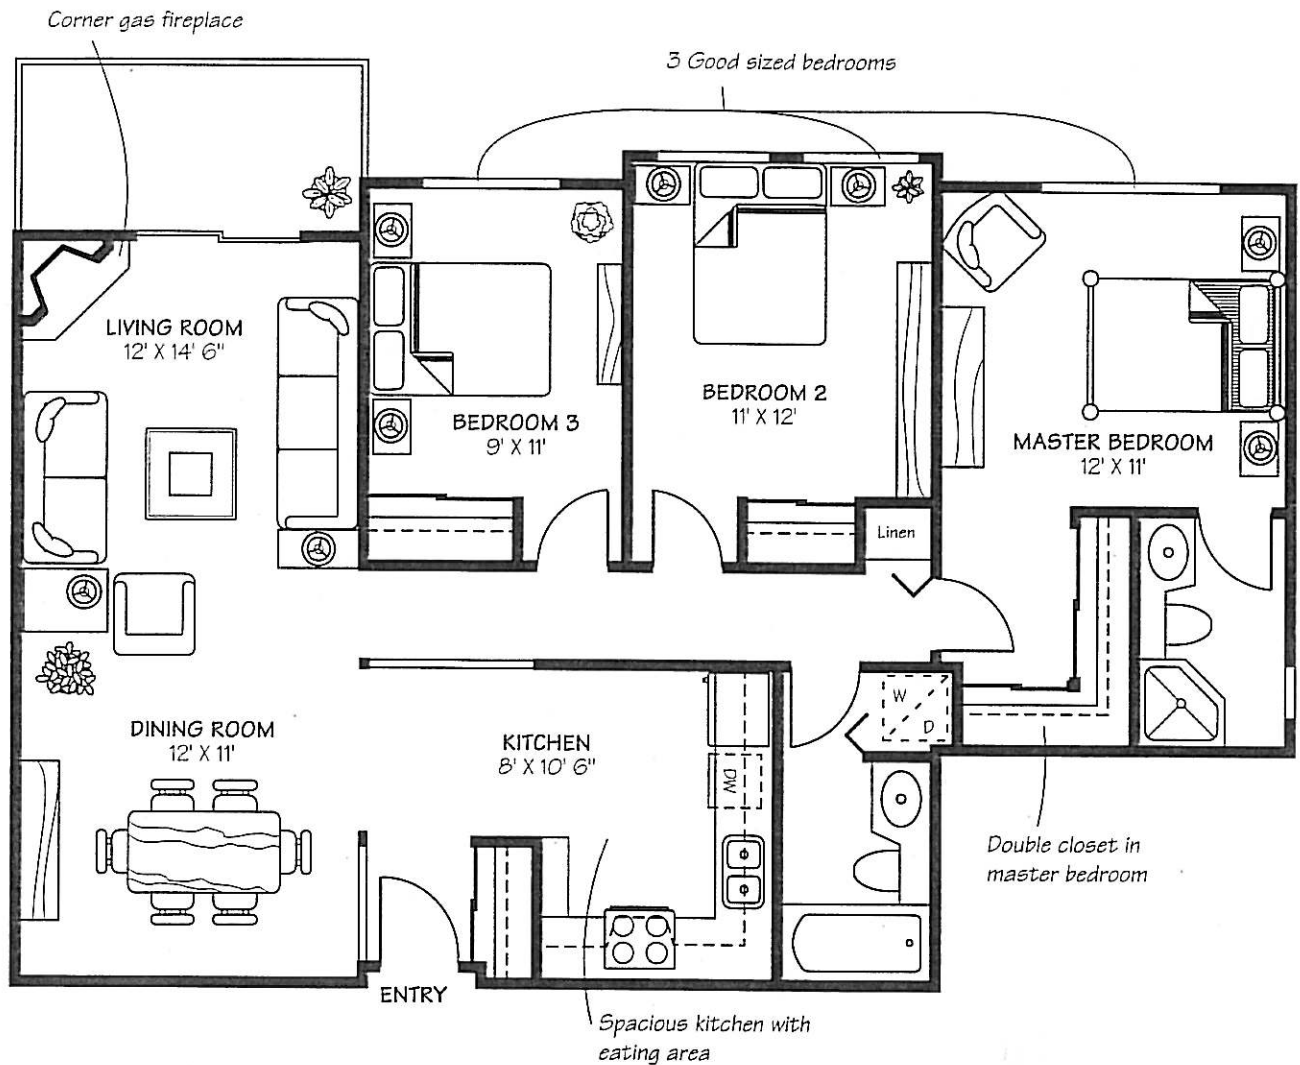 Corner gas fireplace
3 Good sized bedrooms
LIVING ROOM
12' X 14' 6"
BEDROOM 3
9' X 11'
BEDROOM 2
11' X 12'
MASTER BEDROOM
12' X 11'
Linen
DINING ROOM
12' X 11'
KITCHEN
8' X 10' 6"
W
D
DW
Double closet in
master bedroom
ENTRY
Spacious kitchen with
eating area